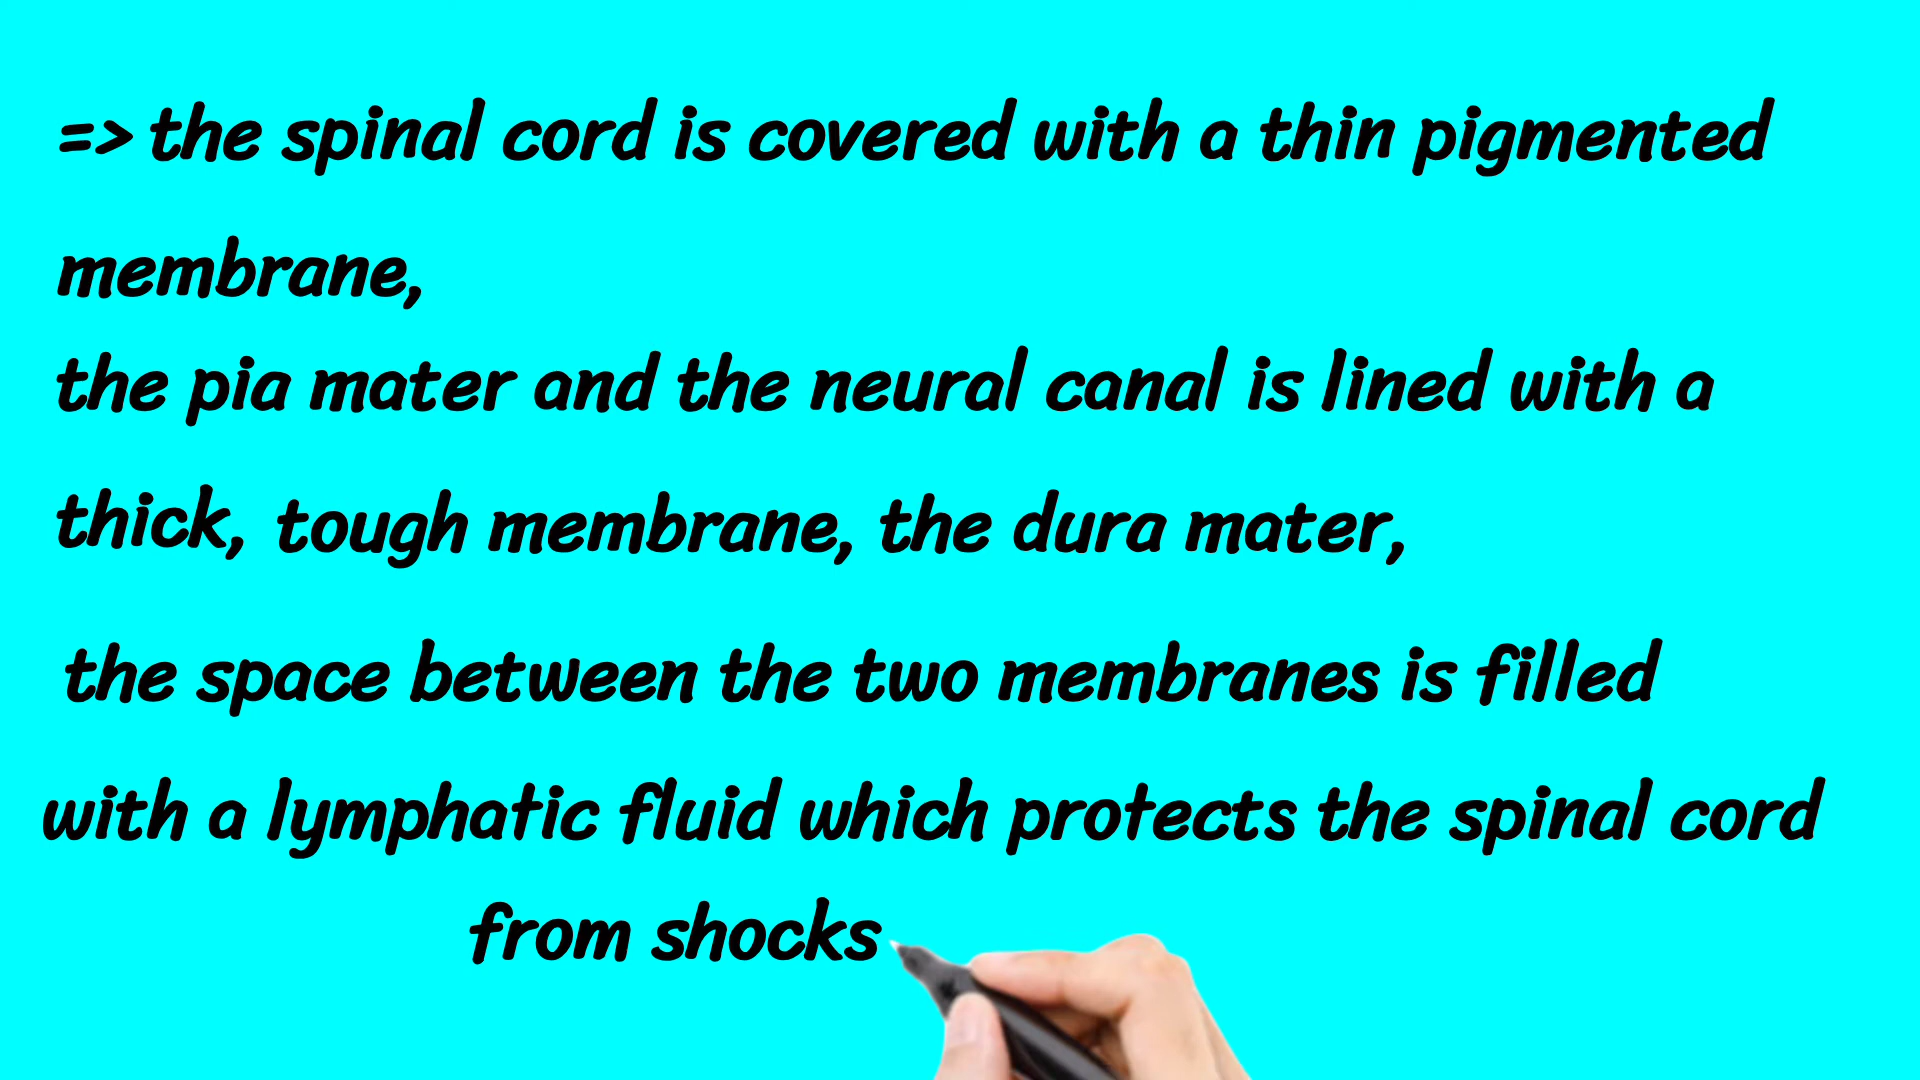 => the spinal cord is covered with a thin pigmented
membrane,
the pia mater and the neural canal is lined with a
thick, tough membrane, the dura mater,
the space between the two membranes is filled
with a lymphatic fluid which protects the spinal cord
from shocks